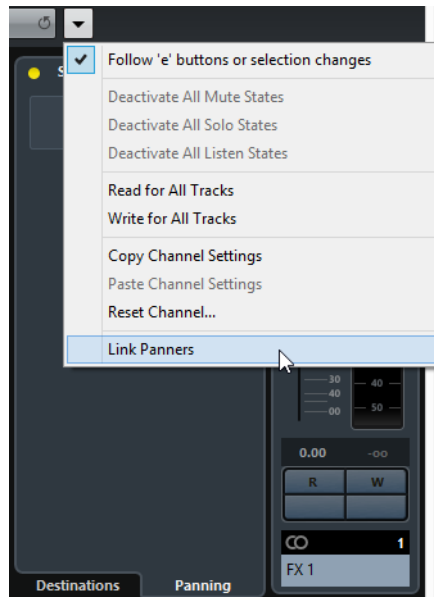 S
Follow 'e' buttons or selection changes
Deactivate All Mute States
Deactivate All Solo States
Deactivate All Listen States
Read for All Tracks
Write for All Tracks
Copy Channel Settings
Paste Channel Settings
Reset Channel...
Link Panners
30
40
40
00
50
0.00 -oo
R W
1
FX 1
Destinations Panning